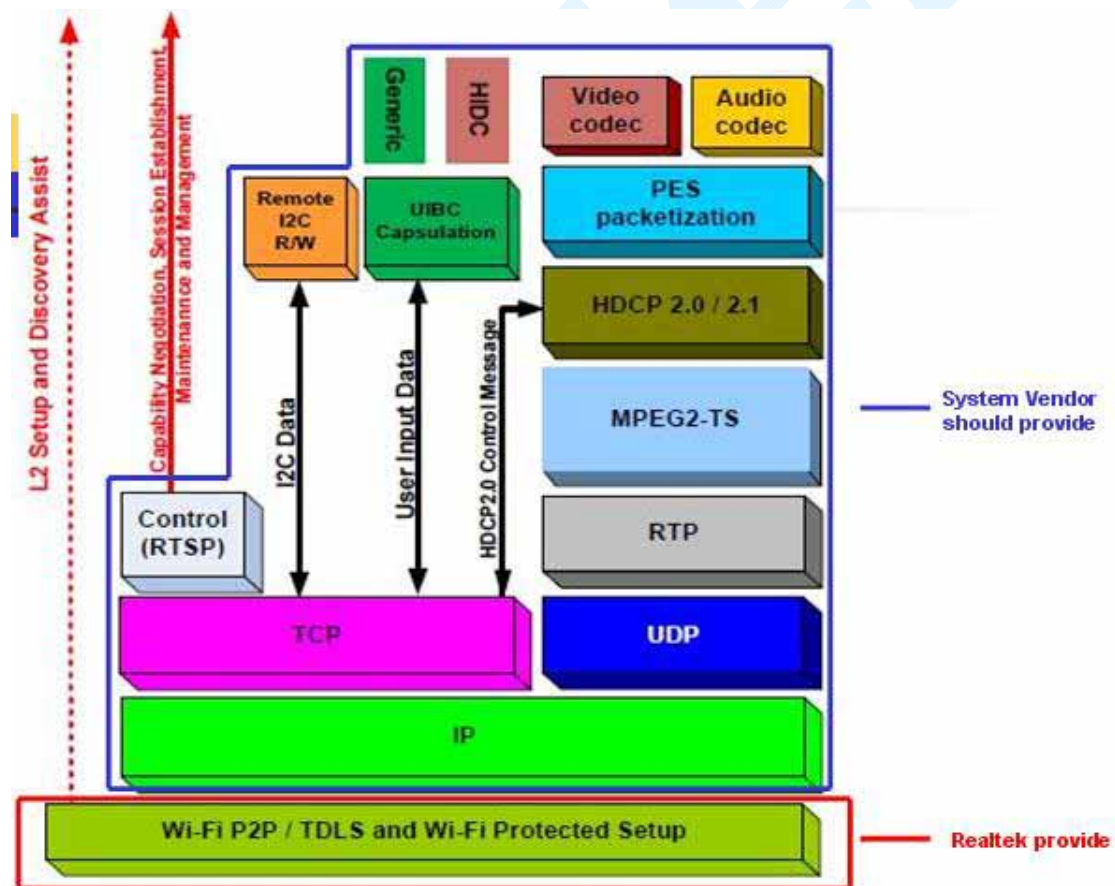 L2 Setup and Discovery Assist
Capability Negotiation, Session Establishment,
Maintenannce and Management
Generic
HIDC
Video
codec
Audio
codec
Remote
I2C
R/W
UIBC
Capsulation
PES
packetization
HDCP 2.0 / 2.1
I2C Data
User Input Data
HDCP2.0 Control Message
MPEG2-TS
System Vendor
should provide
Control
(RTSP)
RTP
TCP
UDP
IP
Wi-Fi P2P / TDLS and Wi-Fi Protected Setup
Realtek provide